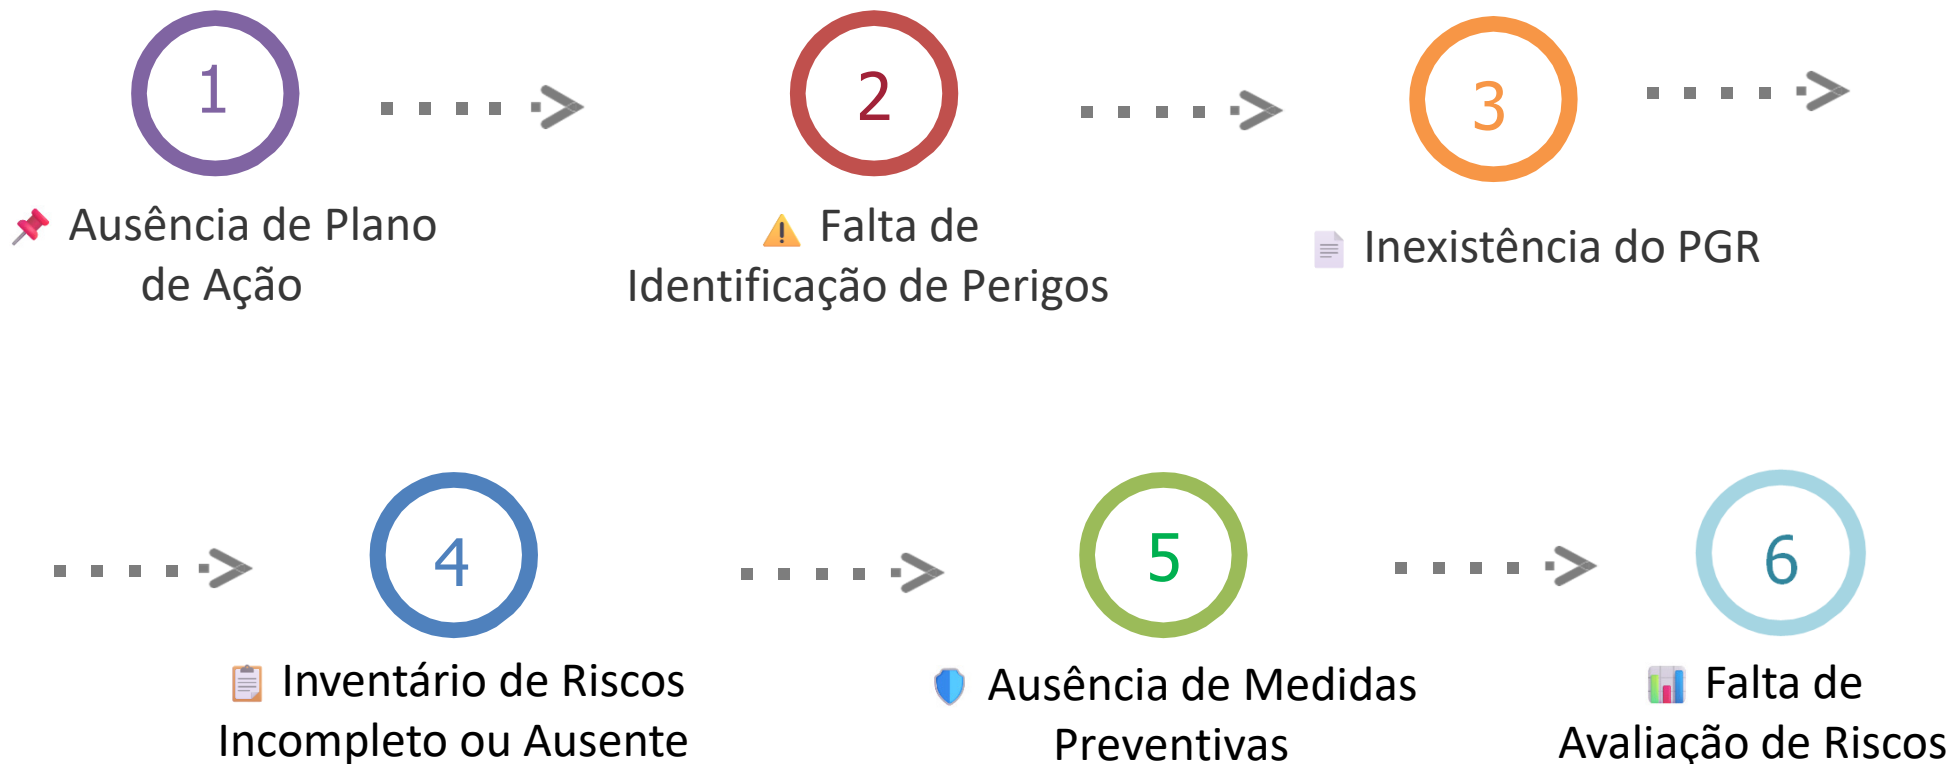 1
2
3
Ausência de Plano
de Ação
Falta de
Identificação de Perigos
Inexistência do PGR
4
5
6
Inventário de Riscos
Incompleto ou Ausente
Ausência de Medidas
Preventivas
Falta de
Avaliação de Riscos